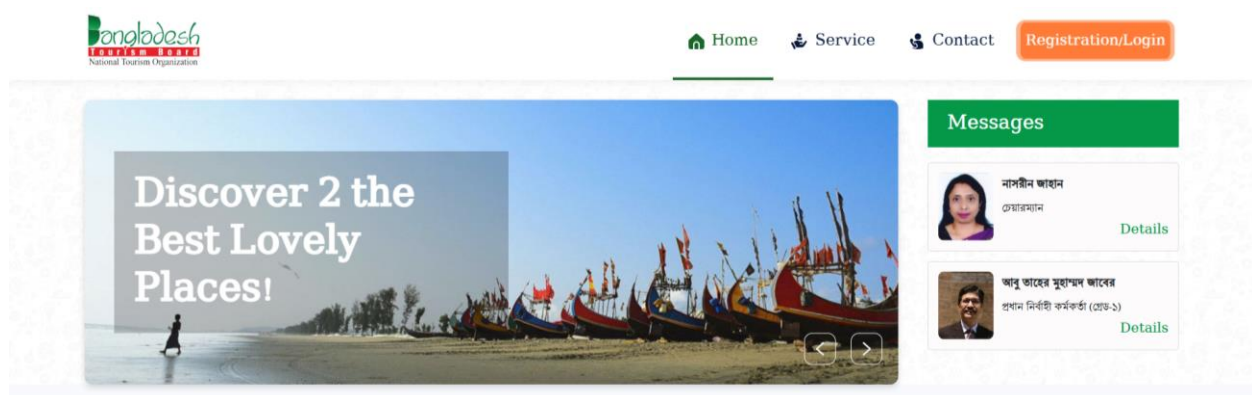 Bangladesh
Tourism Board
National Tourism Organization
Home
Service
Contact
Registration/Login
Discover 2 the
Best Lovely
Places!
Messages
নাসরীন জাহান
চেয়ারম্যান
Details
আবু তাহের মুহাম্মদ জাবের
প্রধান নির্বাহী কর্মকর্তা (গ্রেড-১)
Details